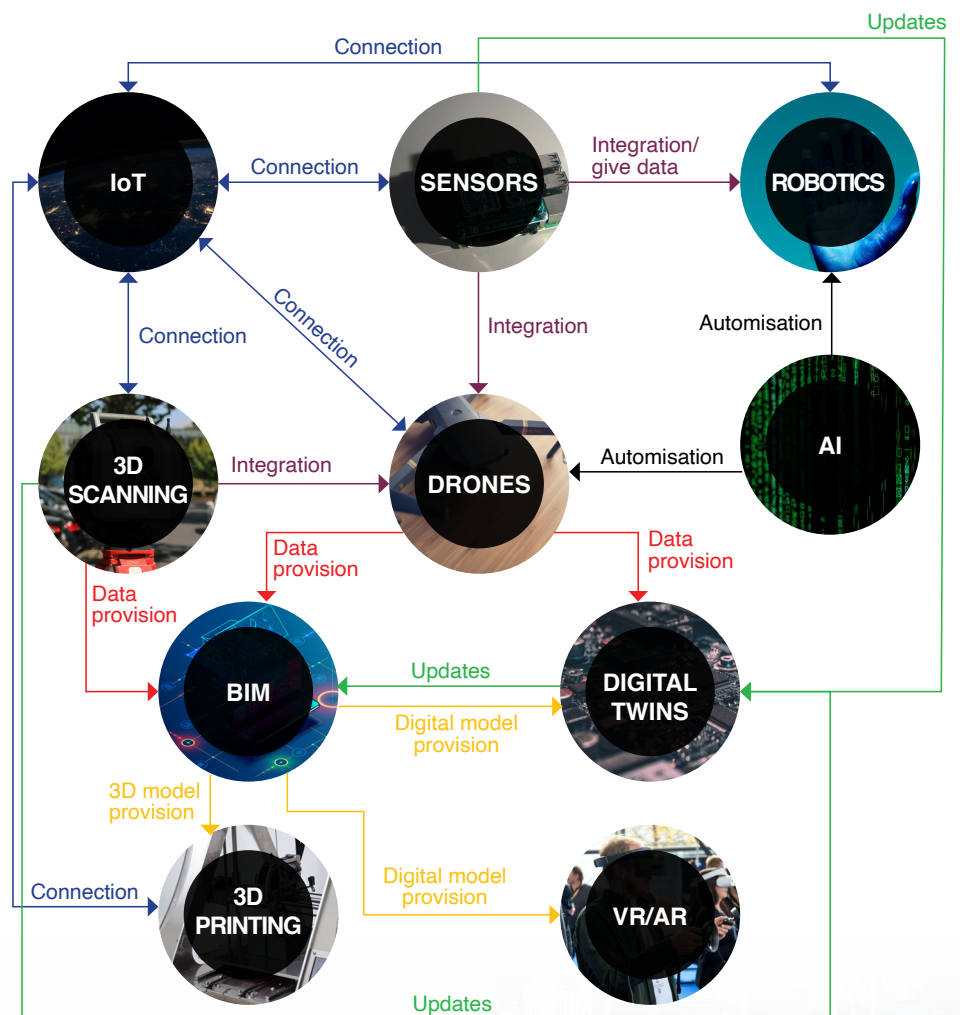 Updates
Connection
IoT
Connection
SENSORS
Integration/
give data
ROBOTICS
Connection
Connection
Integration
Automisation
3D
SCANNING
Integration
DRONES
Automisation
AI
Data
provision
Data
provision
Data
provision
BIM
Updates
Digital model
provision
DIGITAL
TWINS
3D model
provision
Connection
3D
PRINTING
Digital model
provision
VR/AR
Updates